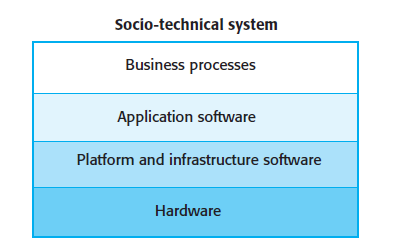 Socio-technical system
Business processes
Application software
Platform and infrastructure software
Hardware